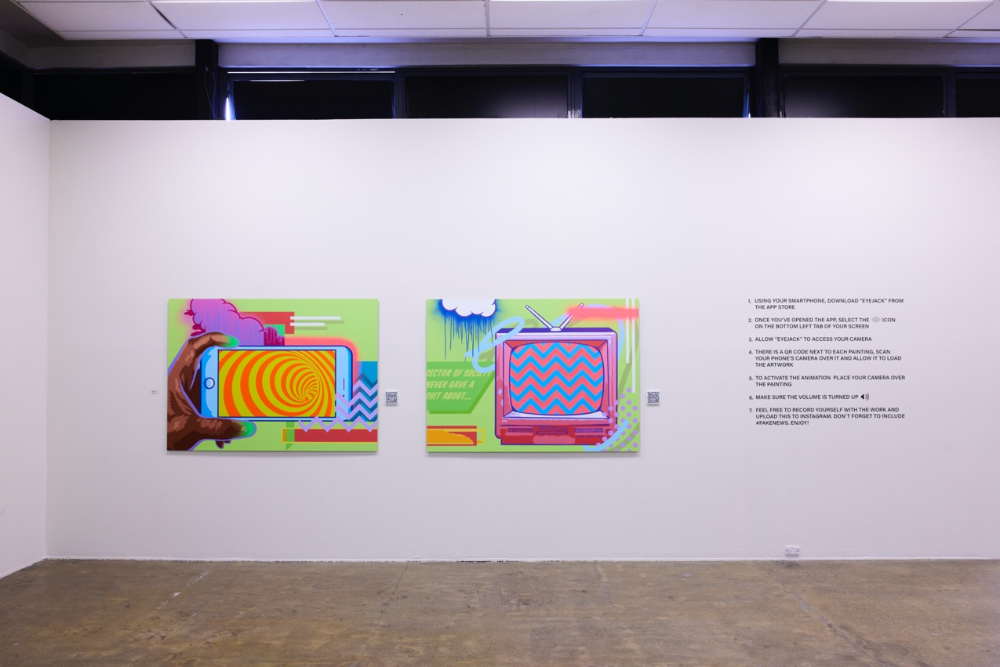 SECTOR OF
NEVER GAVE A
SHIT ABOUT...
1. USING YOUR SMARTPHONE, DOWNLOAD "EYEJACK" FROM
THE APP STORE
2. ONCE YOU'VE OPENED THE APP, SELECT THE ICON
ON THE BOTTOM LEFT TAB OF YOUR SCREEN
3. ALLOW "EYEJACK" TO ACCESS YOUR CAMERA
4. THERE IS A QR CODE NEXT TO EACH PAINTING, SCAN
YOUR PHONE'S CAMERA OVER IT AND ALLOW IT TO LOAD
THE ARTWORK
5. TO ACTIVATE THE ANIMATION PLACE YOUR CAMERA OVER
THE PAINTING
6. MAKE SURE THE VOLUME IS TURNED UP
7. FEEL FREE TO RECORD YOURSELF WITH THE WORK AND
UPLOAD THIS TO INSTAGRAM. DON'T FORGET TO INCLUDE
#FAKENEWS. ENJOY!